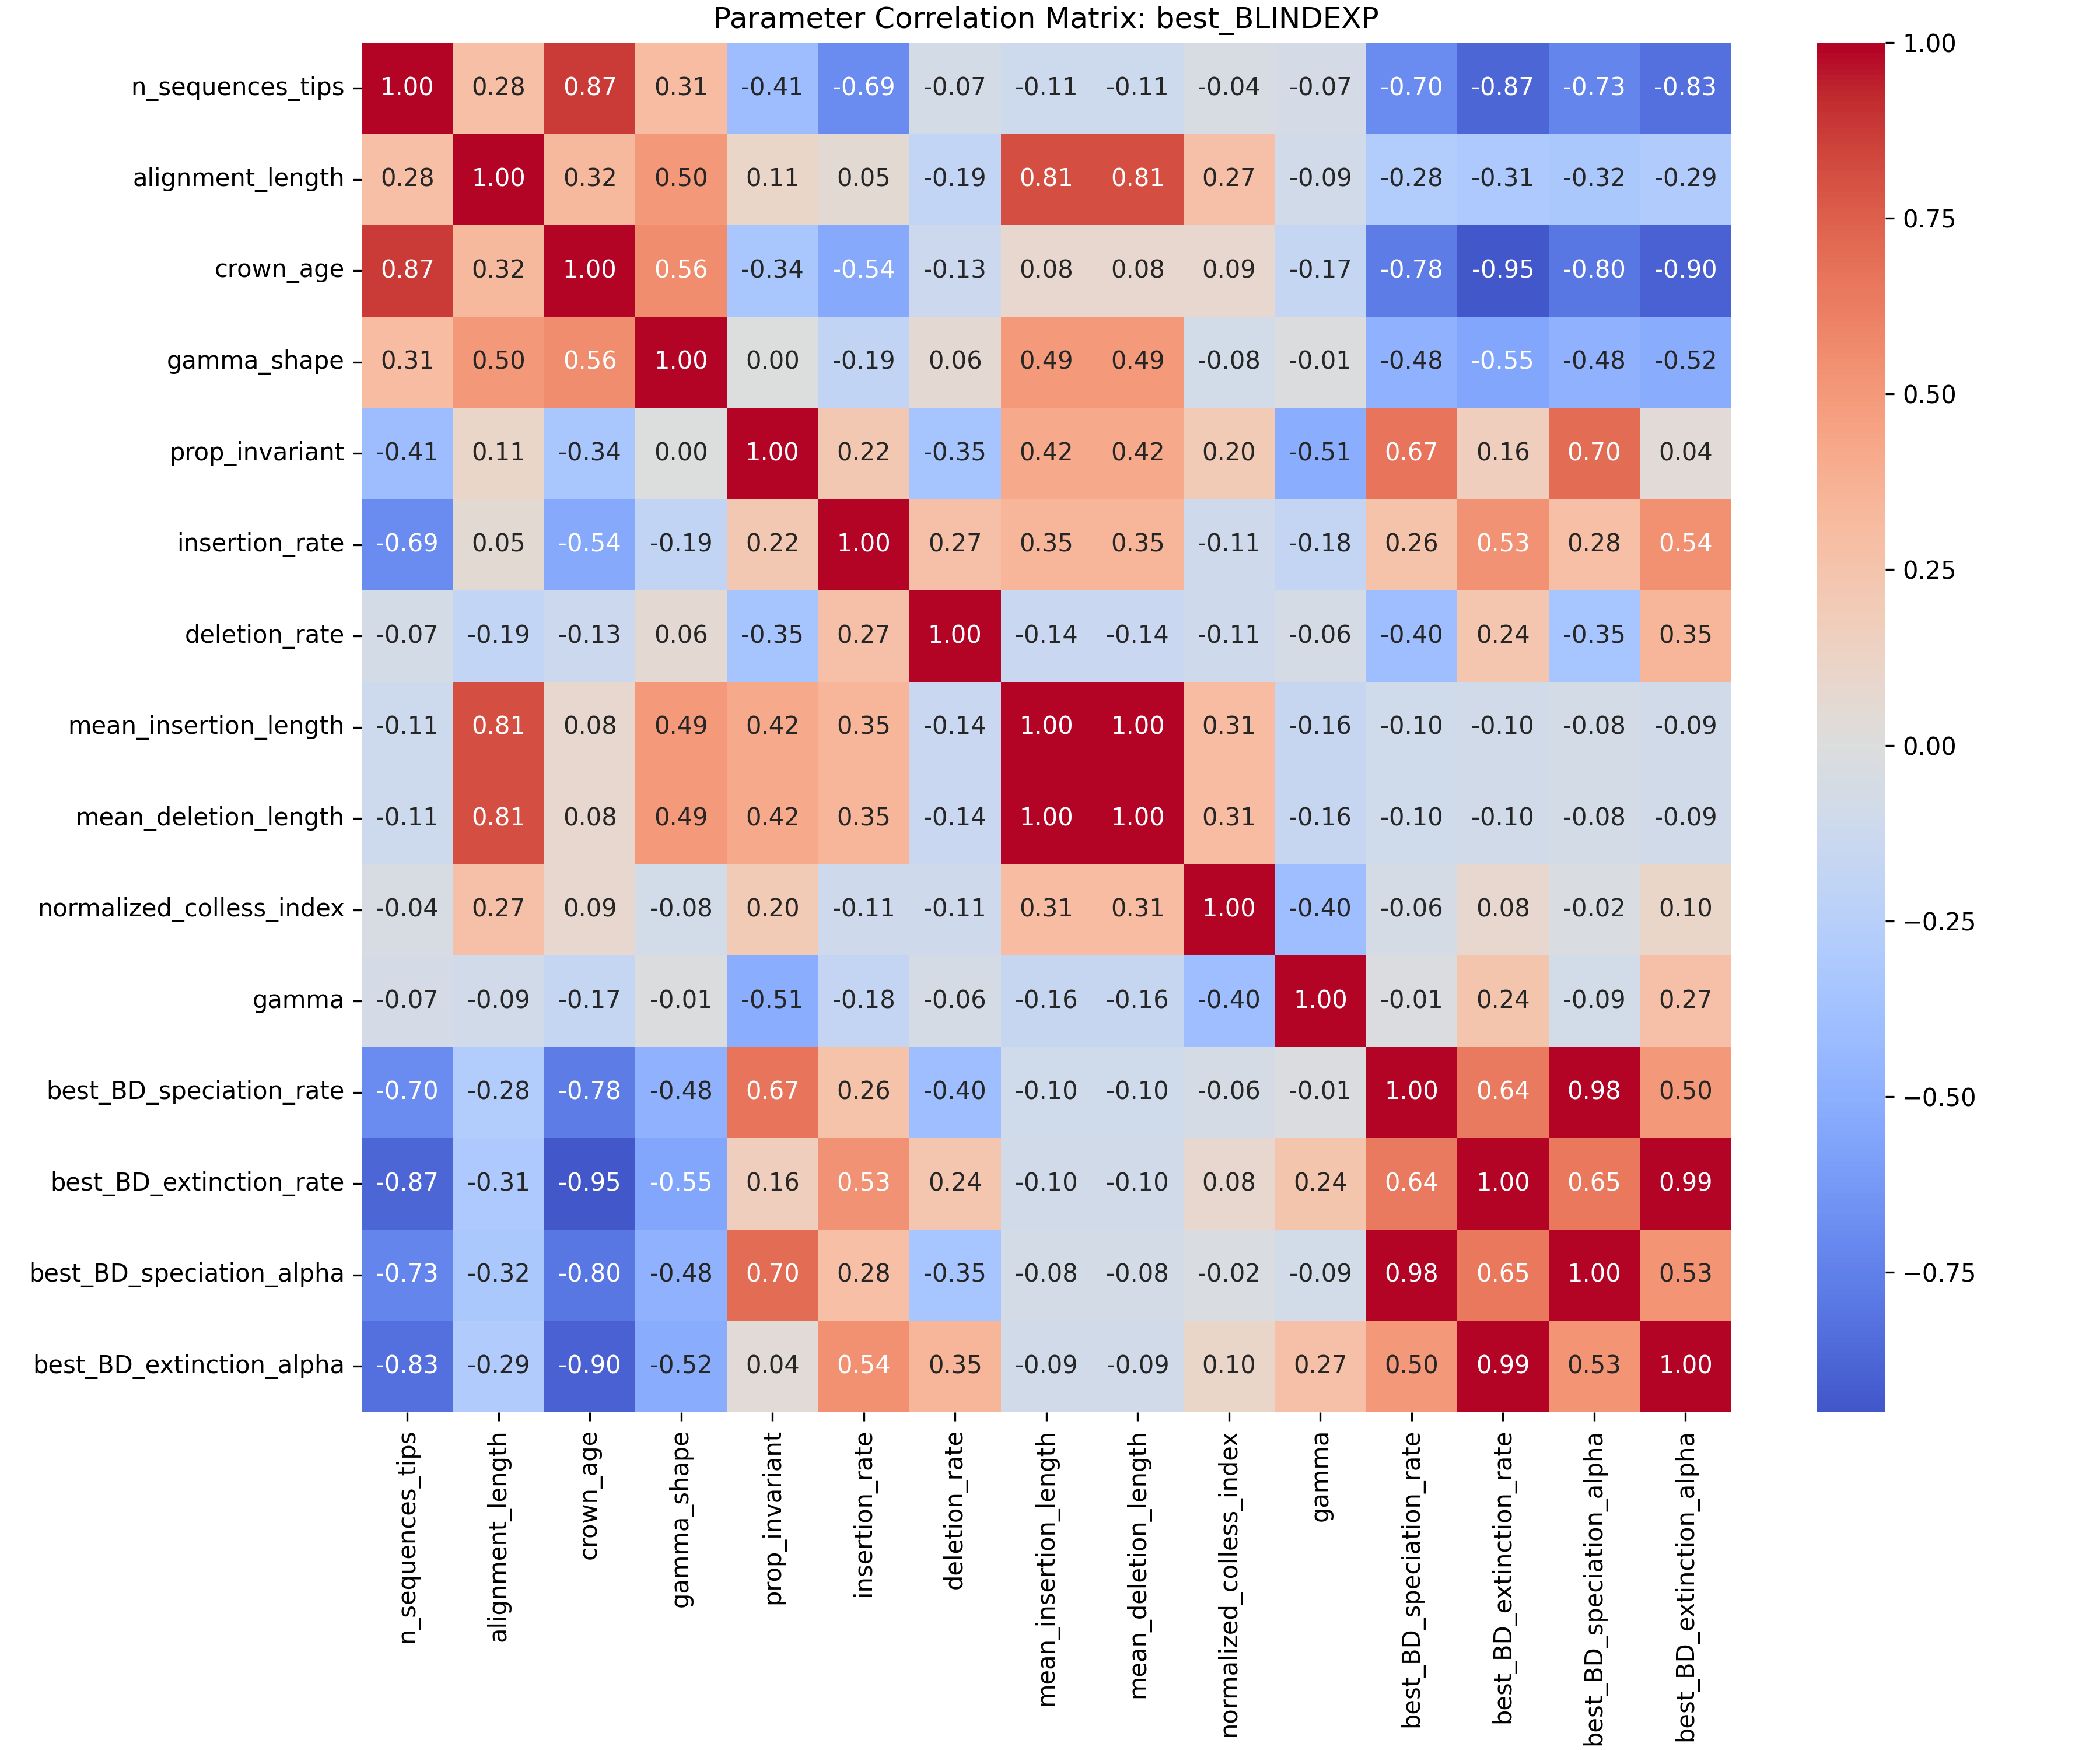 Parameter Correlation Matrix: best_BLINDEXP
n_sequences_tips 1.00 0.28 0.87 0.31 -0.41 -0.69 -0.07 -0.11 -0.11 -0.04 -0.07 -0.70 -0.87 -0.73 -0.83
alignment_length 0.28 1.00 0.32 0.50 0.11 0.05 -0.19 0.81 0.81 0.27 -0.09 -0.28 -0.31 -0.32 -0.29
crown_age 0.87 0.32 1.00 0.56 -0.34 -0.54 -0.13 0.08 0.08 0.09 -0.17 -0.78 -0.95 -0.80 -0.90
gamma_shape 0.31 0.50 0.56 1.00 0.00 -0.19 0.06 0.49 0.49 -0.08 -0.01 -0.48 -0.55 -0.48 -0.52
prop_invariant -0.41 0.11 -0.34 0.00 1.00 0.22 -0.35 0.42 0.42 0.20 -0.51 0.67 0.16 0.70 0.04
insertion_rate -0.69 0.05 -0.54 -0.19 0.22 1.00 0.27 0.35 0.35 -0.11 -0.18 0.26 0.53 0.28 0.54
deletion_rate -0.07 -0.19 -0.13 0.06 -0.35 0.27 1.00 -0.14 -0.14 -0.11 -0.06 -0.40 0.24 -0.35 0.35
mean_insertion_length -0.11 0.81 0.08 0.49 0.42 0.35 -0.14 1.00 1.00 0.31 -0.16 -0.10 -0.10 -0.08 -0.09
mean_deletion_length -0.11 0.81 0.08 0.49 0.42 0.35 -0.14 1.00 1.00 0.31 -0.16 -0.10 -0.10 -0.08 -0.09
normalized_colless_index -0.04 0.27 0.09 -0.08 0.20 -0.11 -0.11 0.31 0.31 1.00 -0.40 -0.06 0.08 -0.02 0.10
gamma -0.07 -0.09 -0.17 -0.01 -0.51 -0.18 -0.06 -0.16 -0.16 -0.40 1.00 -0.01 0.24 -0.09 0.27
best_BD_speciation_rate -0.70 -0.28 -0.78 -0.48 0.67 0.26 -0.40 -0.10 -0.10 -0.06 -0.01 1.00 0.64 0.98 0.50
best_BD_extinction_rate -0.87 -0.31 -0.95 -0.55 0.16 0.53 0.24 -0.10 -0.10 0.08 0.24 0.64 1.00 0.65 0.99
best_BD_speciation_alpha -0.73 -0.32 -0.80 -0.48 0.70 0.28 -0.35 -0.08 -0.08 -0.02 -0.09 0.98 0.65 1.00 0.53
best_BD_extinction_alpha -0.83 -0.29 -0.90 -0.52 0.04 0.54 0.35 -0.09 -0.09 0.10 0.27 0.50 0.99 0.53 1.00
n_sequences_tips
alignment_length
crown_age
gamma_shape
prop_invariant
insertion_rate
deletion_rate
mean_insertion_length
mean_deletion_length
normalized_colless_index
gamma
best_BD_speciation_rate
best_BD_extinction_rate
best_BD_speciation_alpha
best_BD_extinction_alpha
1.00
0.75
0.50
0.25
0.00
−0.25
−0.50
−0.75